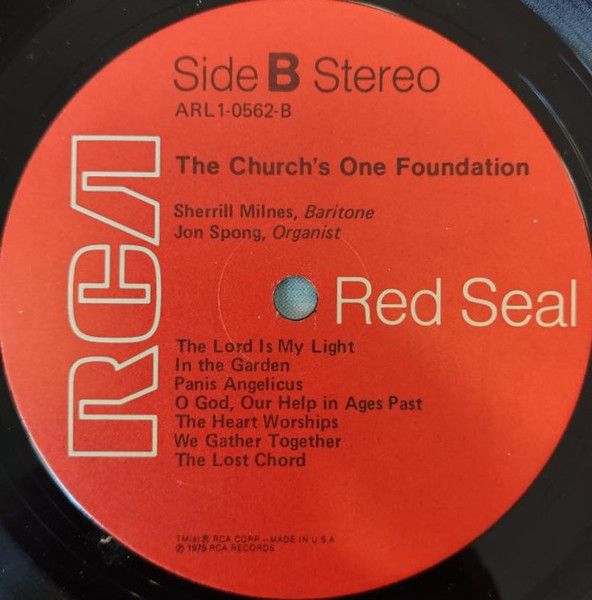 Side B Stereo
ARL1-0562-B
The Church's One Foundation
Sherrill Milnes, Baritone
Jon Spong, Organist
RCA
Red Seal
The Lord Is My Light
In the Garden
Panis Angelicus
O God, Our Help in Ages Past
The Heart Worships
We Gather Together
The Lost Chord
TM(s) ® RCA CORP.—MADE IN U.S.A
℗ 1975 RCA RECORDS